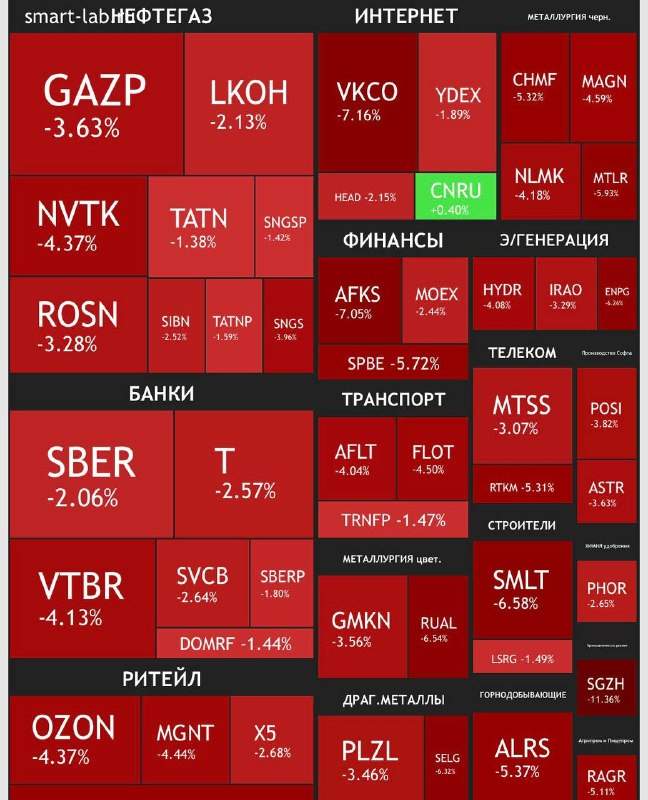 smart-lab.ru
НЕФТЕГАЗ
GAZP
-3.63%
LKOH
-2.13%
NVTK
-4.37%
TATN
-1.38%
SNGSP
-1.42%
ROSN
-3.28%
SIBN
-2.52%
TATNP
-1.59%
SNGS
-3.96%
БАНКИ
SBER
-2.06%
T
-2.57%
VTBR
-4.13%
SVCB
-2.64%
SBERP
-1.80%
DOMRF -1.44%
РИТЕЙЛ
OZON
-4.37%
MGNT
-4.44%
X5
-2.68%
ИНТЕРНЕТ
VKCO
-7.16%
YDEX
-1.89%
HEAD -2.15%
CNRU
+0.40%
ФИНАНСЫ
AFKS
-7.05%
MOEX
-2.44%
SPBE -5.72%
ТРАНСПОРТ
AFLT
-4.04%
FLOT
-4.50%
TRNFP -1.47%
МЕТАЛЛУРГИЯ цвет.
GMKN
-3.56%
RUAL
-6.54%
ДРАГ.МЕТАЛЛЫ
PLZL
-3.46%
SELG
-6.32%
МЕТАЛЛУРГИЯ черн.
CHMF
-5.32%
MAGN
-4.59%
NLMK
-4.18%
MTLR
-5.93%
Э/ГЕНЕРАЦИЯ
HYDR
-4.08%
IRAO
-3.29%
ENPG
-6.26%
ТЕЛЕКОМ
MTSS
-3.07%
RTKM -5.31%
Производство Софта
POSI
-3.82%
ASTR
-3.63%
СТРОИТЕЛИ
SMLT
-6.58%
LSRG -1.49%
ХИМИЯ удобрения
PHOR
-2.65%
SGZH
-11.36%
ГОРНОДОБЫВАЮЩИЕ
ALRS
-5.37%
Агропром и Пищепром
RAGR
-5.11%